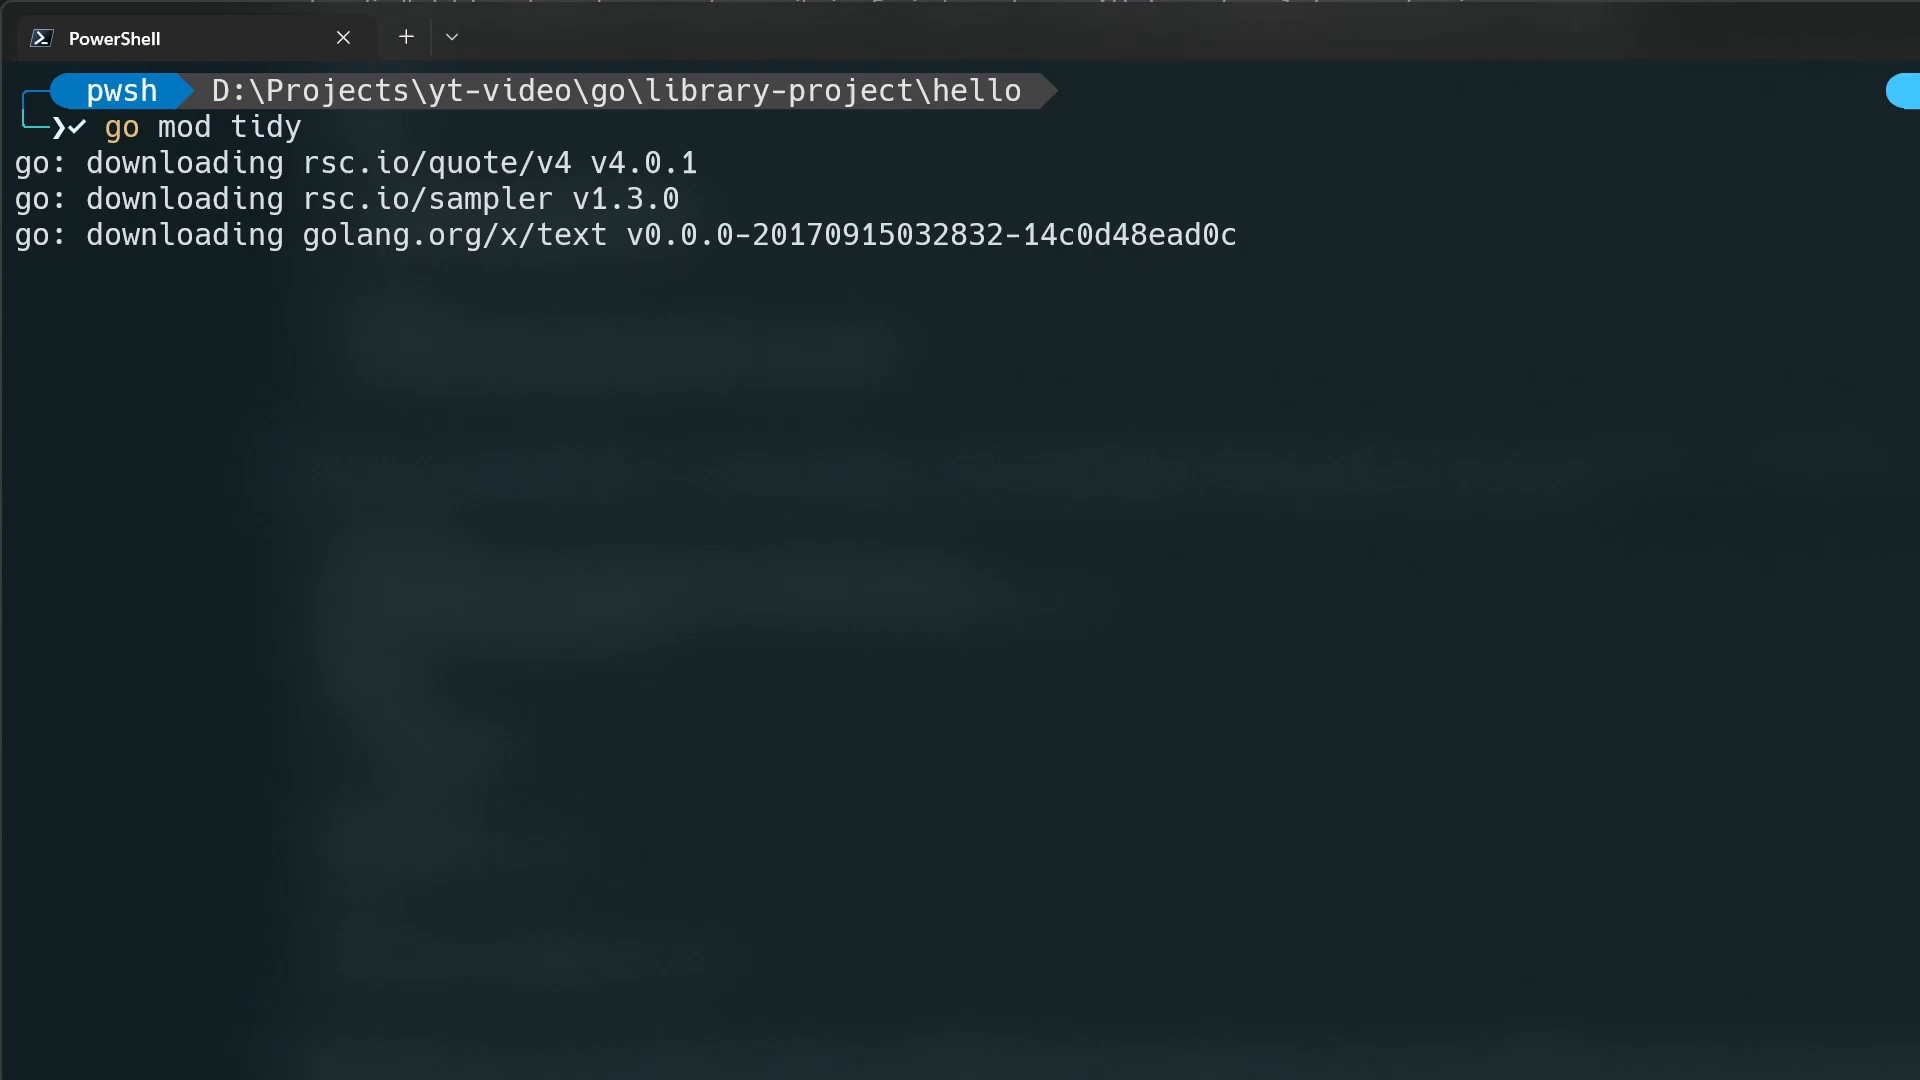 PowerShell
pwsh D:\Projects\yt-video\go\library-project\hello
go mod tidy
go: downloading rsc.io/quote/v4 v4.0.1
go: downloading rsc.io/sampler v1.3.0
go: downloading golang.org/x/text v0.0.0-20170915032832-14c0d48ead0c